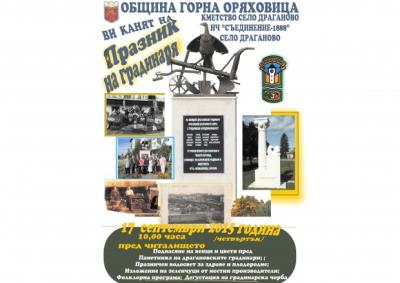 ОБЩИНА ГОРНА ОРЯХОВИЦА
КМЕТСТВО СЕЛО ДРАГАНОВО
НЧ "СЪЕДИНЕНИЕ-1888"
СЕЛО ДРАГАНОВО
ВИ КАНЯТ НА
Празник
на градинаря
17 септември 2015 година
10,00 часа /четвъртък/
пред читалището
Поднасяне на венци и цветя пред
Паметника на драгановските градинари; ;
Празничен водосвет за здраве и плодородие;
Изложение на зеленчуци от местни производители;
Фолклорна програма; Дегустация на градинарска чорба